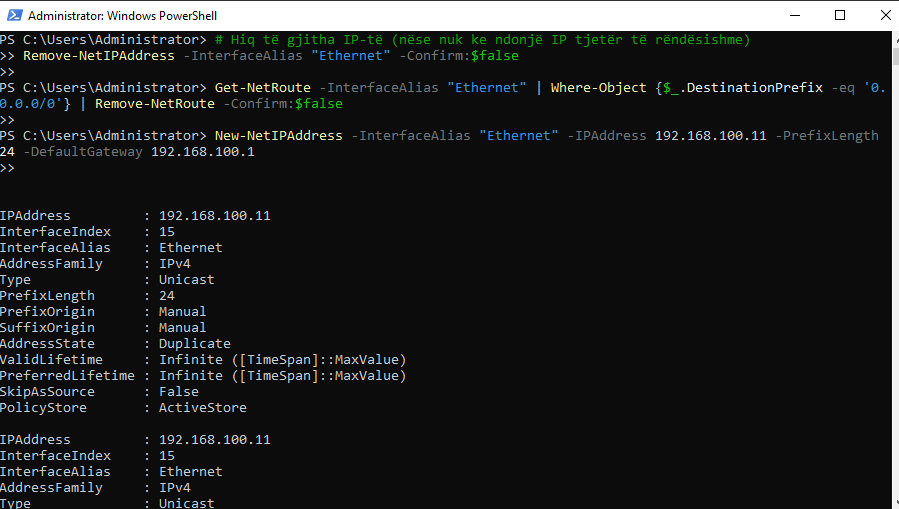 Administrator: Windows PowerShell
PS C:\Users\Administrator> # Hiq të gjitha IP-të (nëse nuk ke ndonjë IP tjetër të rëndësishme)
>> Remove-NetIPAddress -InterfaceAlias "Ethernet" -Confirm:$false
>>
PS C:\Users\Administrator> Get-NetRoute -InterfaceAlias "Ethernet" | Where-Object {$_.DestinationPrefix -eq '0.
0.0.0/0'} | Remove-NetRoute -Confirm:$false
>>
PS C:\Users\Administrator> New-NetIPAddress -InterfaceAlias "Ethernet" -IPAddress 192.168.100.11 -PrefixLength
24 -DefaultGateway 192.168.100.1
>>
IPAddress         : 192.168.100.11
InterfaceIndex    : 15
InterfaceAlias    : Ethernet
AddressFamily     : IPv4
Type              : Unicast
PrefixLength      : 24
PrefixOrigin      : Manual
SuffixOrigin      : Manual
AddressState      : Duplicate
ValidLifetime     : Infinite ([TimeSpan]::MaxValue)
PreferredLifetime : Infinite ([TimeSpan]::MaxValue)
SkipAsSource      : False
PolicyStore       : ActiveStore
IPAddress         : 192.168.100.11
InterfaceIndex    : 15
InterfaceAlias    : Ethernet
AddressFamily     : IPv4
Type              : Unicast